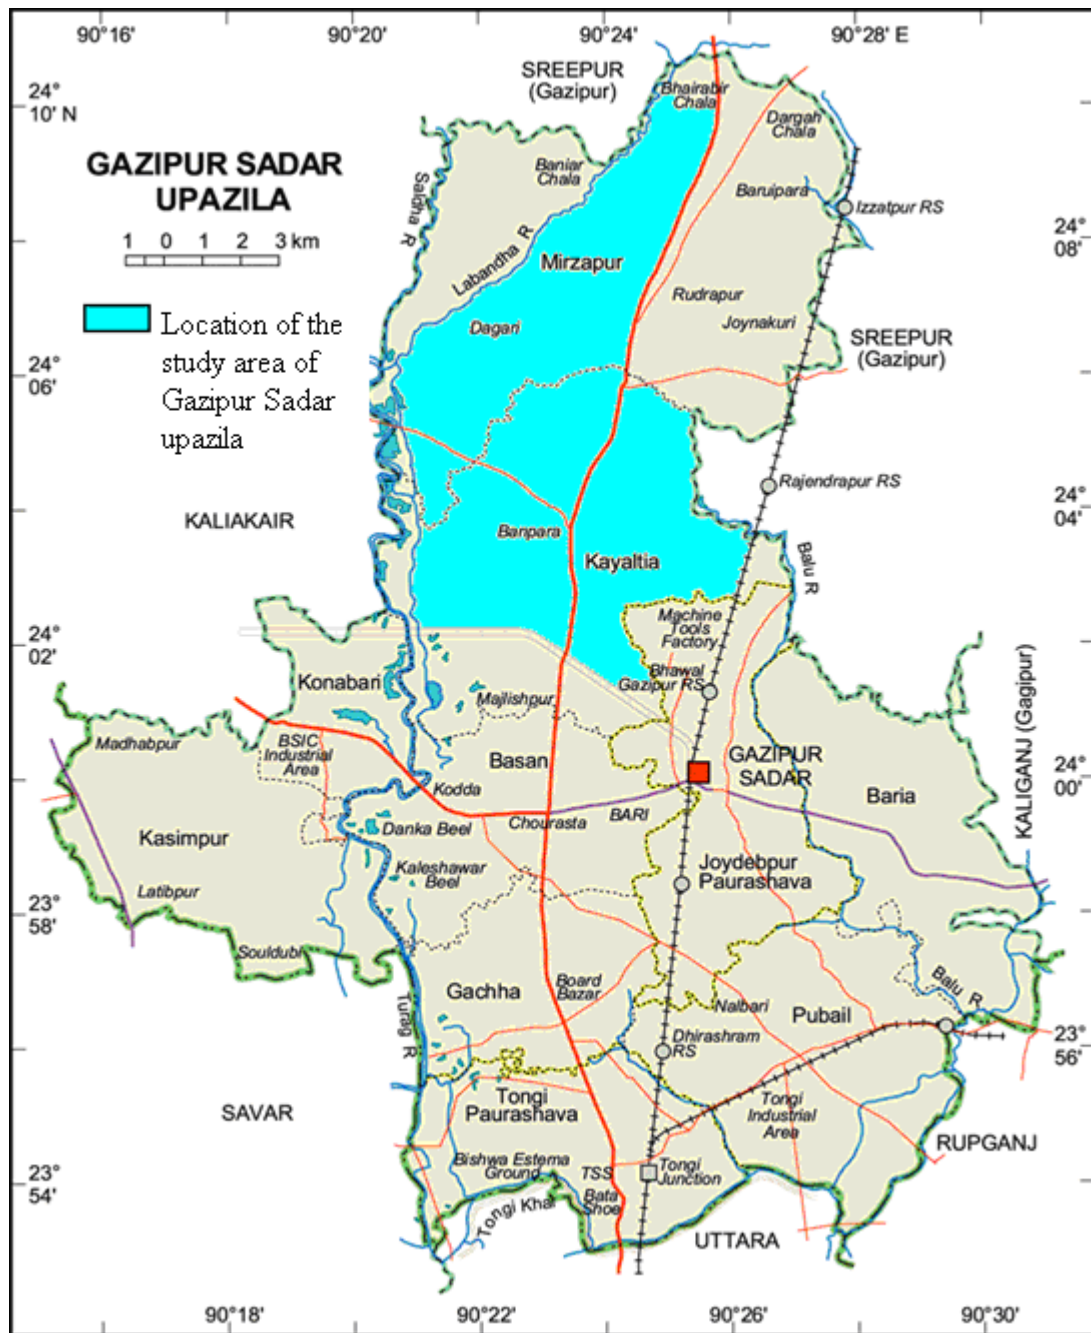 90°16'
90°20'
90°24'
90°28' E
SREEPUR
(Gazipur)
Bhairabir
Chala
24°
10' N
Dargah
Chala
GAZIPUR SADAR
UPAZILA
Baniar
Chala
Saldha R
Baruipara
Izzatpur RS
1 0 1 2 3 km
24°
08'
Labandha R
Mirzapur
Rudrapur
Joynakuri
Dagari
Location of the
study area of
Gazipur Sadar
upazila
SREEPUR
(Gazipur)
24°
06'
Rajendrapur RS
24°
04'
KALIAKAIR
Banpara
Kayaltia
Balu R
Machine
Tools
Factory
24°
02'
Bhawal
Gazipur RS
Konabari
Majlishpur
KALIGANJ (Gagipur)
Madhabpur
BSIC
Industrial
Area
Basan
GAZIPUR
SADAR
24°
00'
Kodda
Baria
Chourasta
BARI
Danka Beel
Kasimpur
Kaleshawar
Beel
Joydebpur
Paurashava
Latibpur
23°
58'
Souldubi
Gachha
Board
Bazar
Balu R
Nalbari
Pubail
Turag R
Dhirashram
RS
23°
56'
Tongi
Paurashava
Tongi
Industrial
Area
SAVAR
RUPGANJ
Bishwa Estema
Ground
TSS
Tongi
Junction
23°
54'
Bata
Shoe
Tongi Khal
UTTARA
90°18'
90°22'
90°26'
90°30'